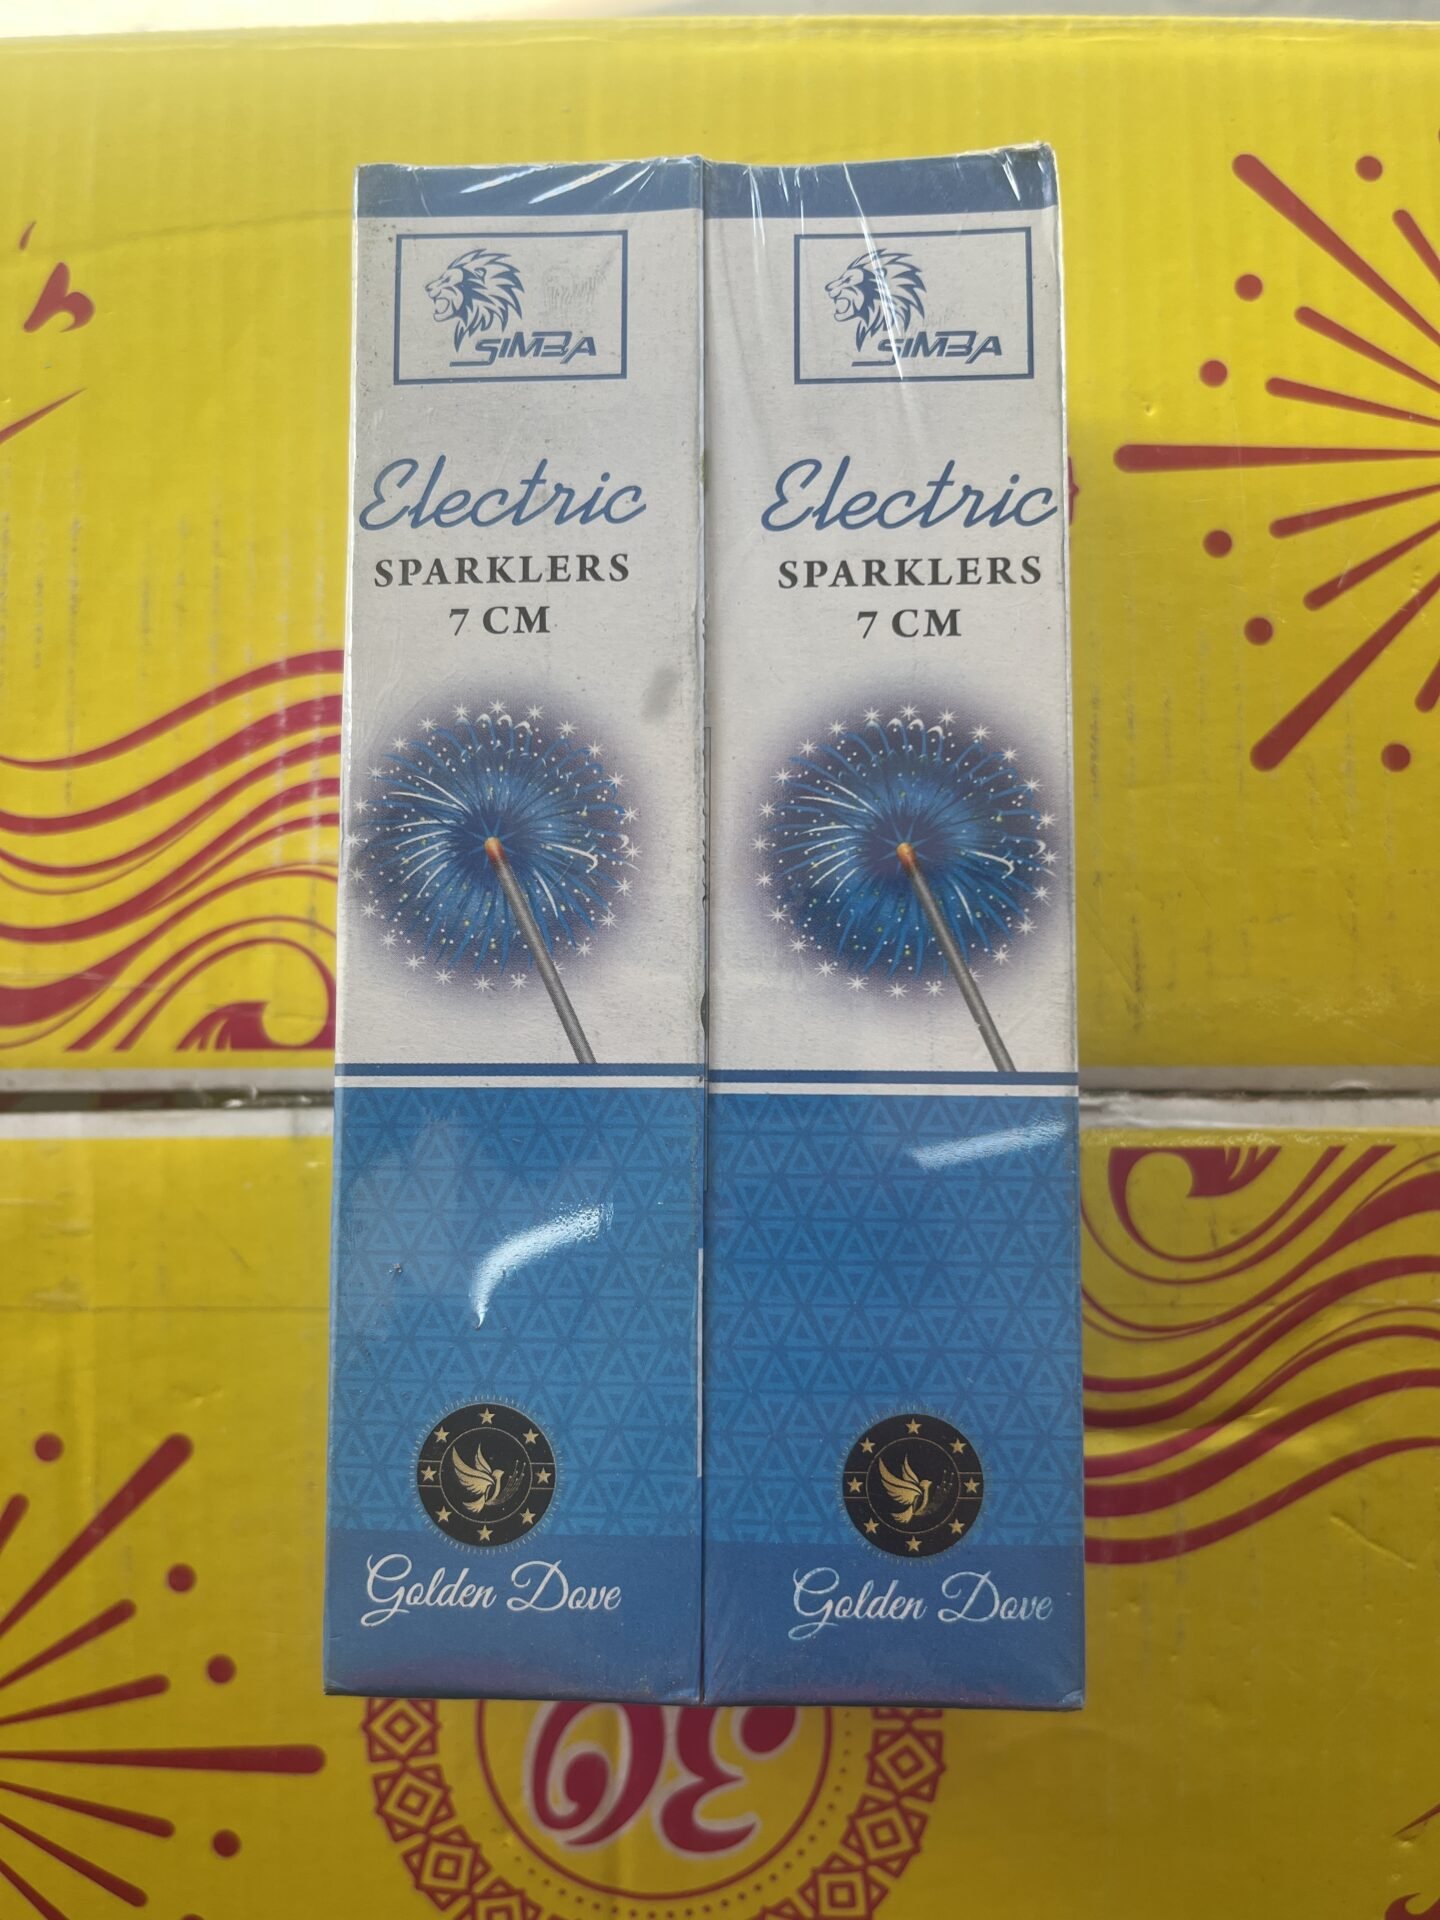 SIMBA
Electric
SPARKLERS
7 CM
Golden Dove
SIMBA
Electric
SPARKLERS
7 CM
Golden Dove